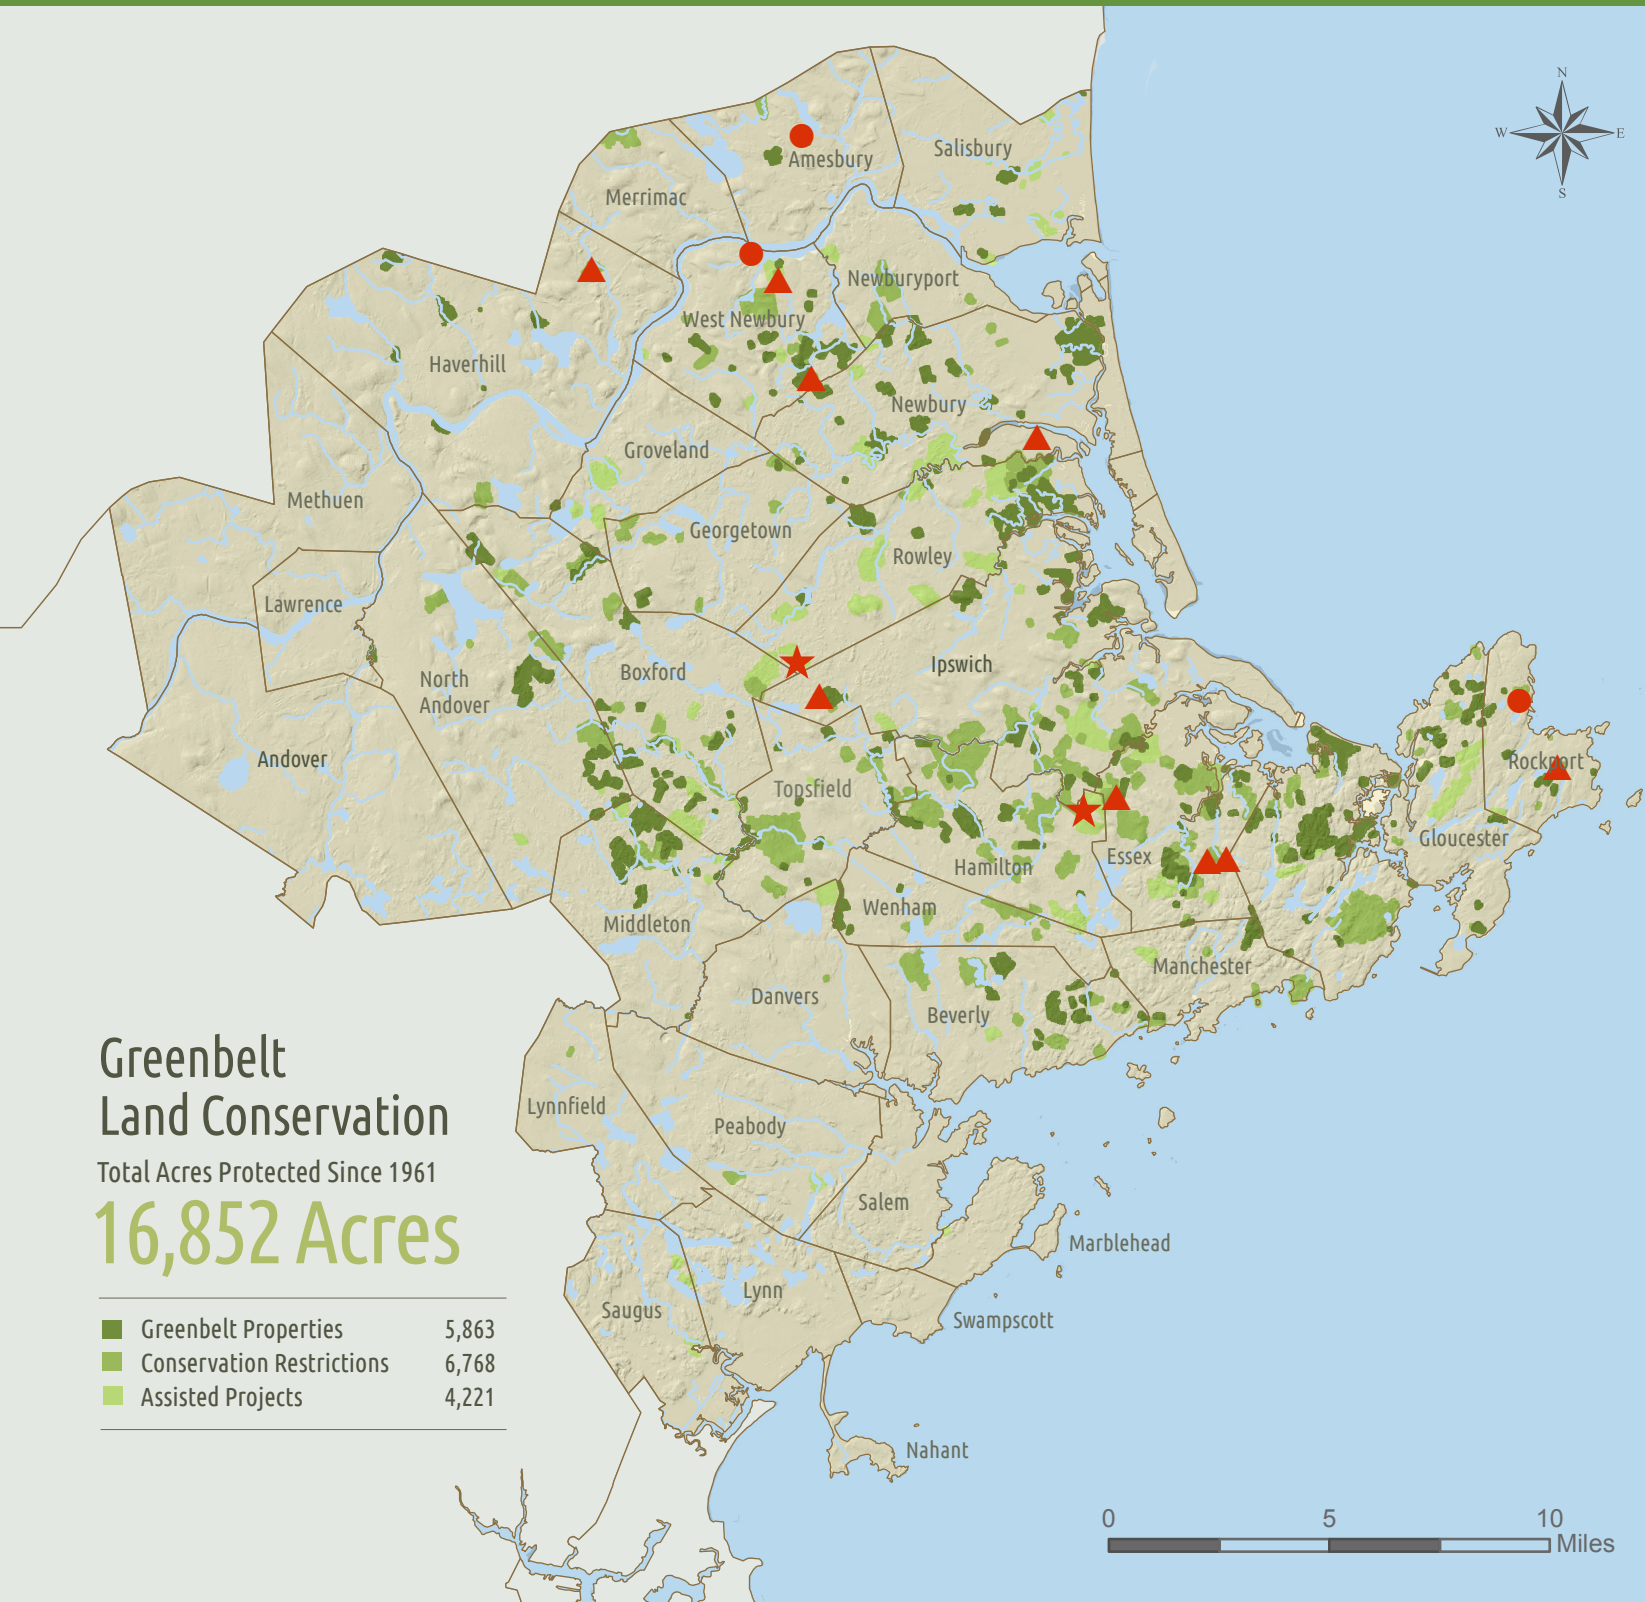 N
W E
S
Salisbury
Amesbury
Merrimac
Newburyport
West Newbury
Haverhill
Newbury
Groveland
Methuen
Georgetown
Rowley
Lawrence
Ipswich
Boxford
North
Andover
Andover
Rockport
Topsfield
Gloucester
Essex
Hamilton
Wenham
Middleton
Manchester
Danvers
Beverly
Lynnfield
Peabody
Salem
Marblehead
Lynn
Saugus
Swampscott
Nahant
Greenbelt
Land Conservation
Total Acres Protected Since 1961
16,852 Acres
Greenbelt Properties 5,863
Conservation Restrictions 6,768
Assisted Projects 4,221
0 5 10
Miles